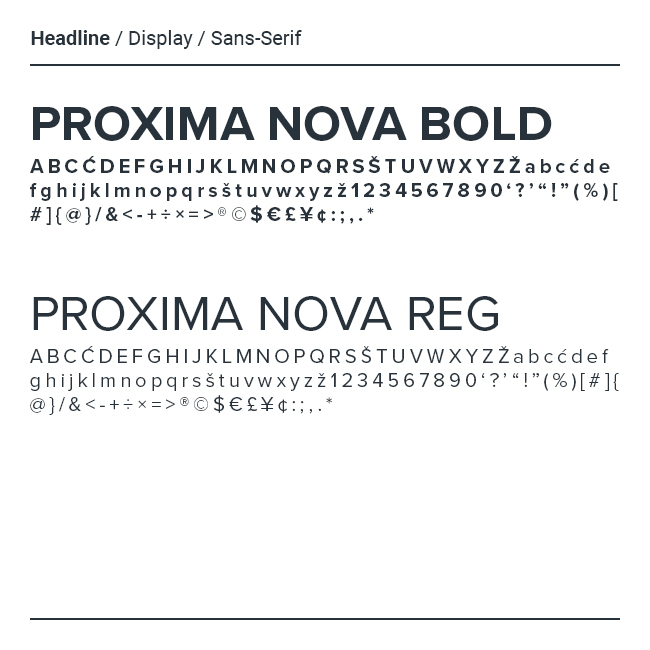 Headline / Display / Sans-Serif
PROXIMA NOVA BOLD
ABCĆDEFGHIJKLMNOPQRSŠTUVWXYZŽabcćde
fghijklmnopqrsštuvwxyzž1234567890‘?’“!”(%)[
#]{@}/&<-+÷×=>®©$€£¥¢:;,.*
PROXIMA NOVA REG
ABCĆDEFGHIJKLMNOPQRSŠTUVWXYZŽabcćdef
ghijklmnopqrsštuvwxyzž1234567890‘?’“!”(%)[#]{
@}/&<-+÷×=>®©$€£¥¢:;,.*